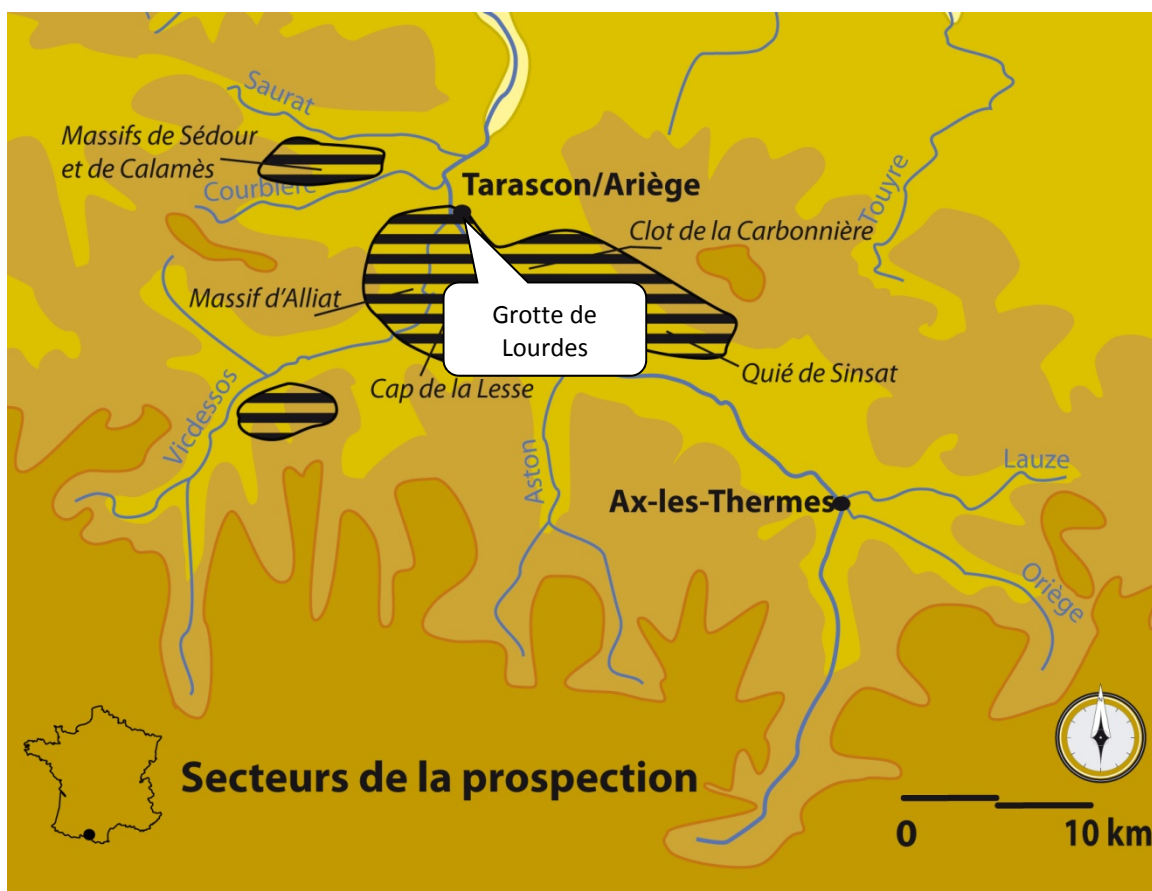 Saurat
Massifs de Sédour
et de Calamès
Courbière
Tarascon/Ariège
Touyre
Clot de la Carbonnière
Massif d'Alliat
Grotte de
Lourdes
Cap de la Lesse
Quié de Sinsat
Vicdessos
Aston
Lauze
Ax-les-Thermes
Oriège
Secteurs de la prospection
0
10 km